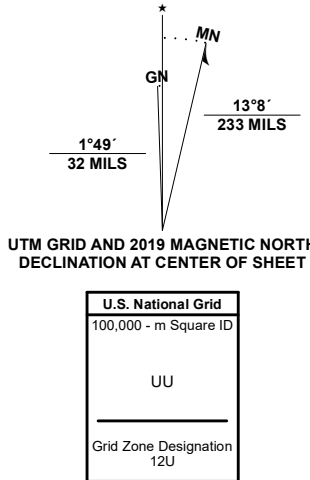 ★
MN
GN
13°8´
233 MILS
1°49´
32 MILS
UTM GRID AND 2019 MAGNETIC NORTH
DECLINATION AT CENTER OF SHEET
U.S. National Grid
100,000 - m Square ID
UU
Grid Zone Designation
12U